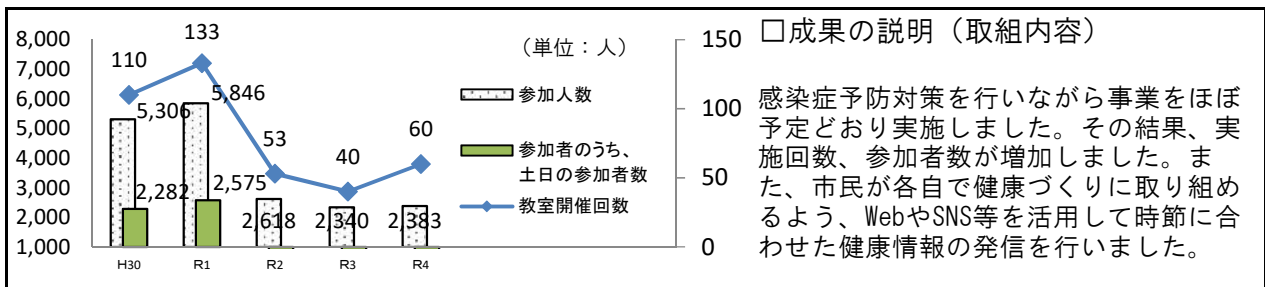 8,000
7,000
6,000
5,000
4,000
3,000
2,000
1,000
110
133
53
40
60
5,306
5,846
2,282
2,575
2,618
2,340
2,383
H30
R1
R2
R3
R4
(単位:人)
参加人数
参加者のうち、
土日の参加者数
教室開催回数
150
100
50
0
□成果の説明(取組内容)
感染症予防対策を行いながら事業をほぼ
予定どおり実施しました。その結果、実
施回数、参加者数が増加しました。ま
た、市民が各自で健康づくりに取り組め
るよう、WebやSNS等を活用して時節に合
わせた健康情報の発信を行いました。